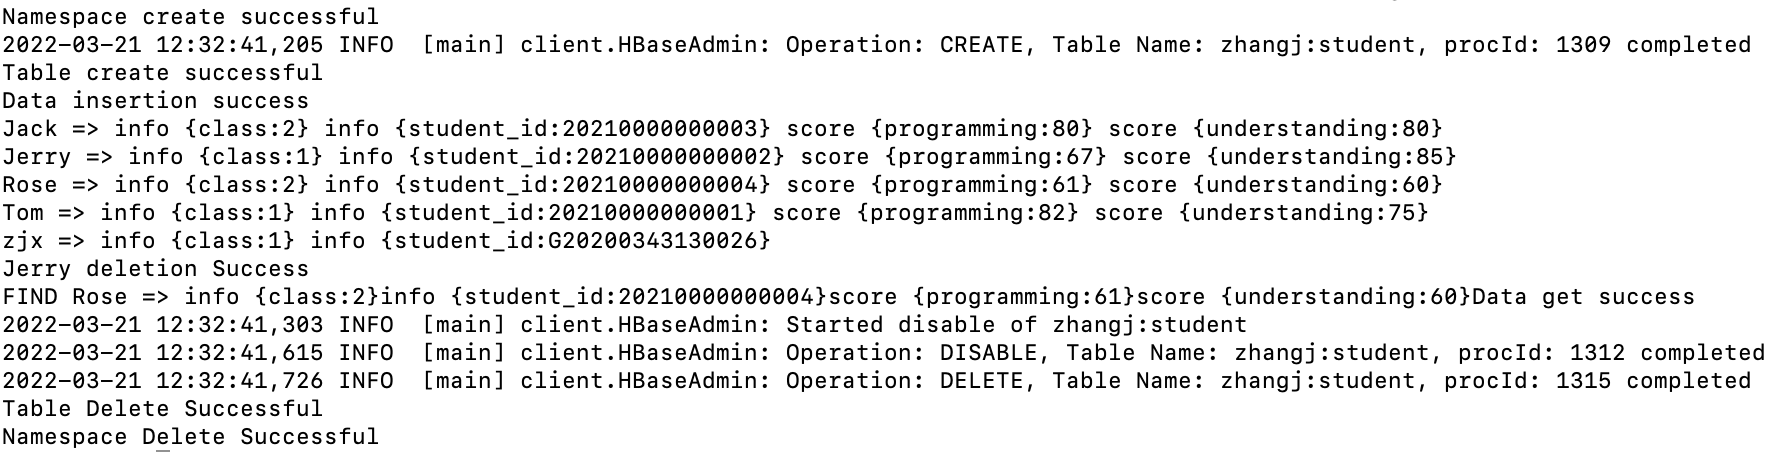 Namespace create successful
2022-03-21 12:32:41,205 INFO  [main] client.HBaseAdmin: Operation: CREATE, Table Name: zhangj:student, procId: 1309 completed
Table create successful
Data insertion success
Jack => info {class:2} info {student_id:20210000000003} score {programming:80} score {understanding:80}
Jerry => info {class:1} info {student_id:20210000000002} score {programming:67} score {understanding:85}
Rose => info {class:2} info {student_id:20210000000004} score {programming:61} score {understanding:60}
Tom => info {class:1} info {student_id:20210000000001} score {programming:82} score {understanding:75}
zjx => info {class:1} info {student_id:G20200343130026}
Jerry deletion Success
FIND Rose => info {class:2}info {student_id:20210000000004}score {programming:61}score {understanding:60}Data get success
2022-03-21 12:32:41,303 INFO  [main] client.HBaseAdmin: Started disable of zhangj:student
2022-03-21 12:32:41,615 INFO  [main] client.HBaseAdmin: Operation: DISABLE, Table Name: zhangj:student, procId: 1312 completed
2022-03-21 12:32:41,726 INFO  [main] client.HBaseAdmin: Operation: DELETE, Table Name: zhangj:student, procId: 1315 completed
Table Delete Successful
Namespace Delete Successful